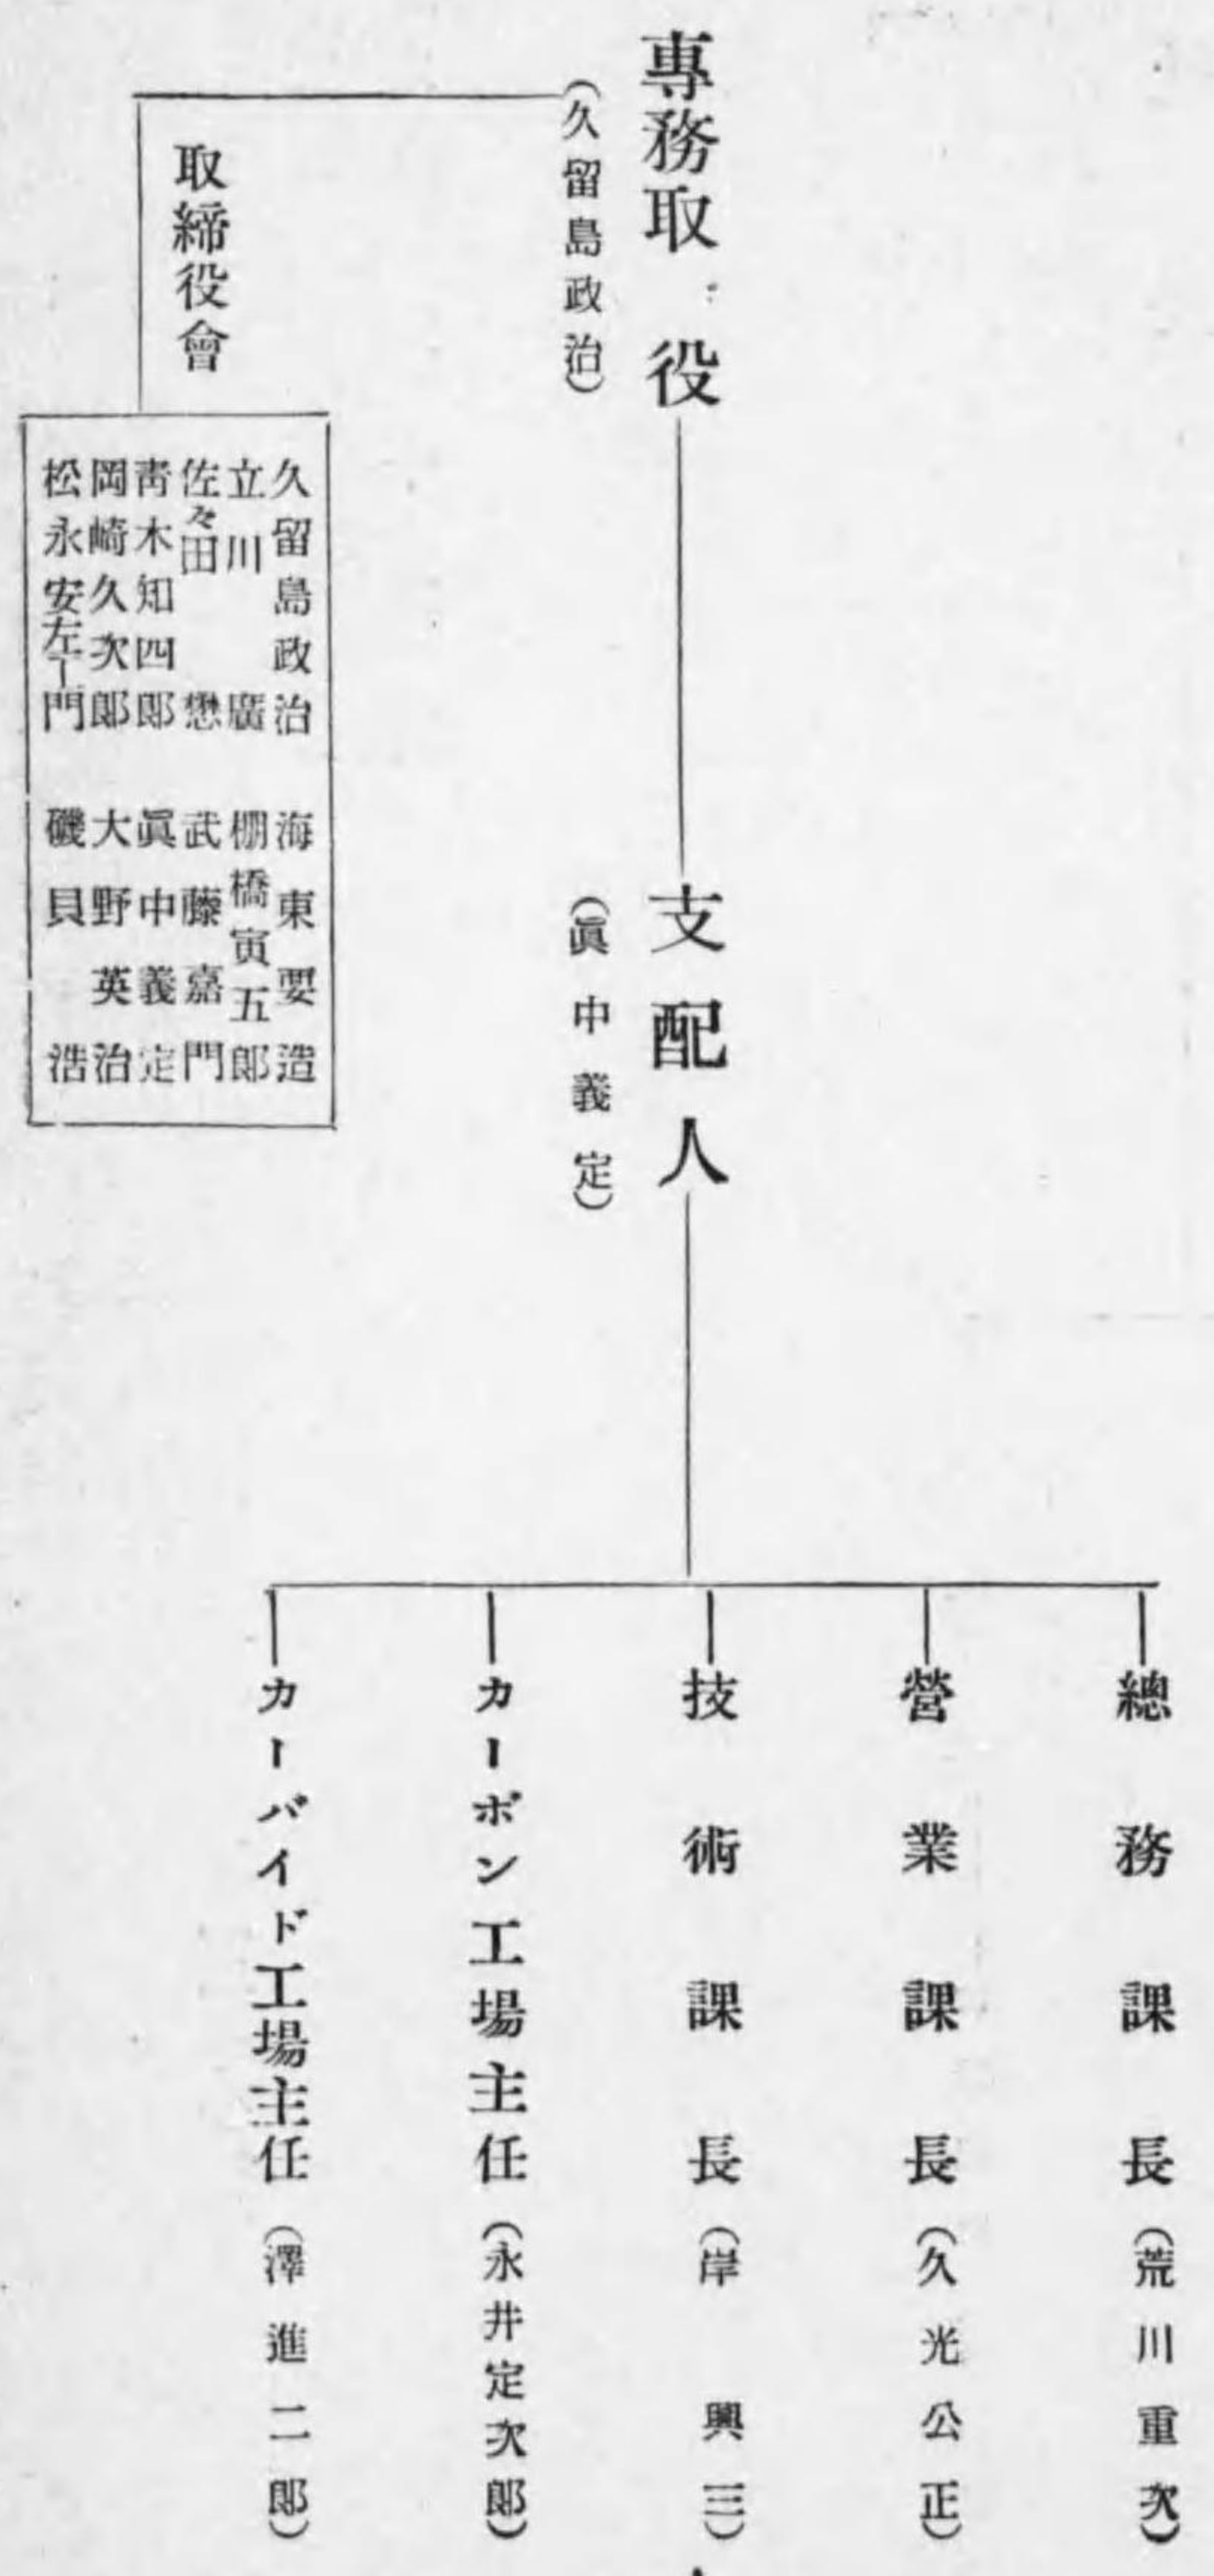 總務課長（荒川重次）
營業課長（久光公正）
專務取役
支配人
技術課長（岸興三）
（久留島政治）
（眞中義定）
カーボン工場主任（永井定次郎）
カーバイド工場主任（澤進二郎）
取締役會
久留島政治　海東要造
立川廣　棚橋寅五郎
佐々田懋　武藤嘉門
靑木知四郎　眞中義定
岡崎久次郎　大野英治
松永安左門　磯貝浩